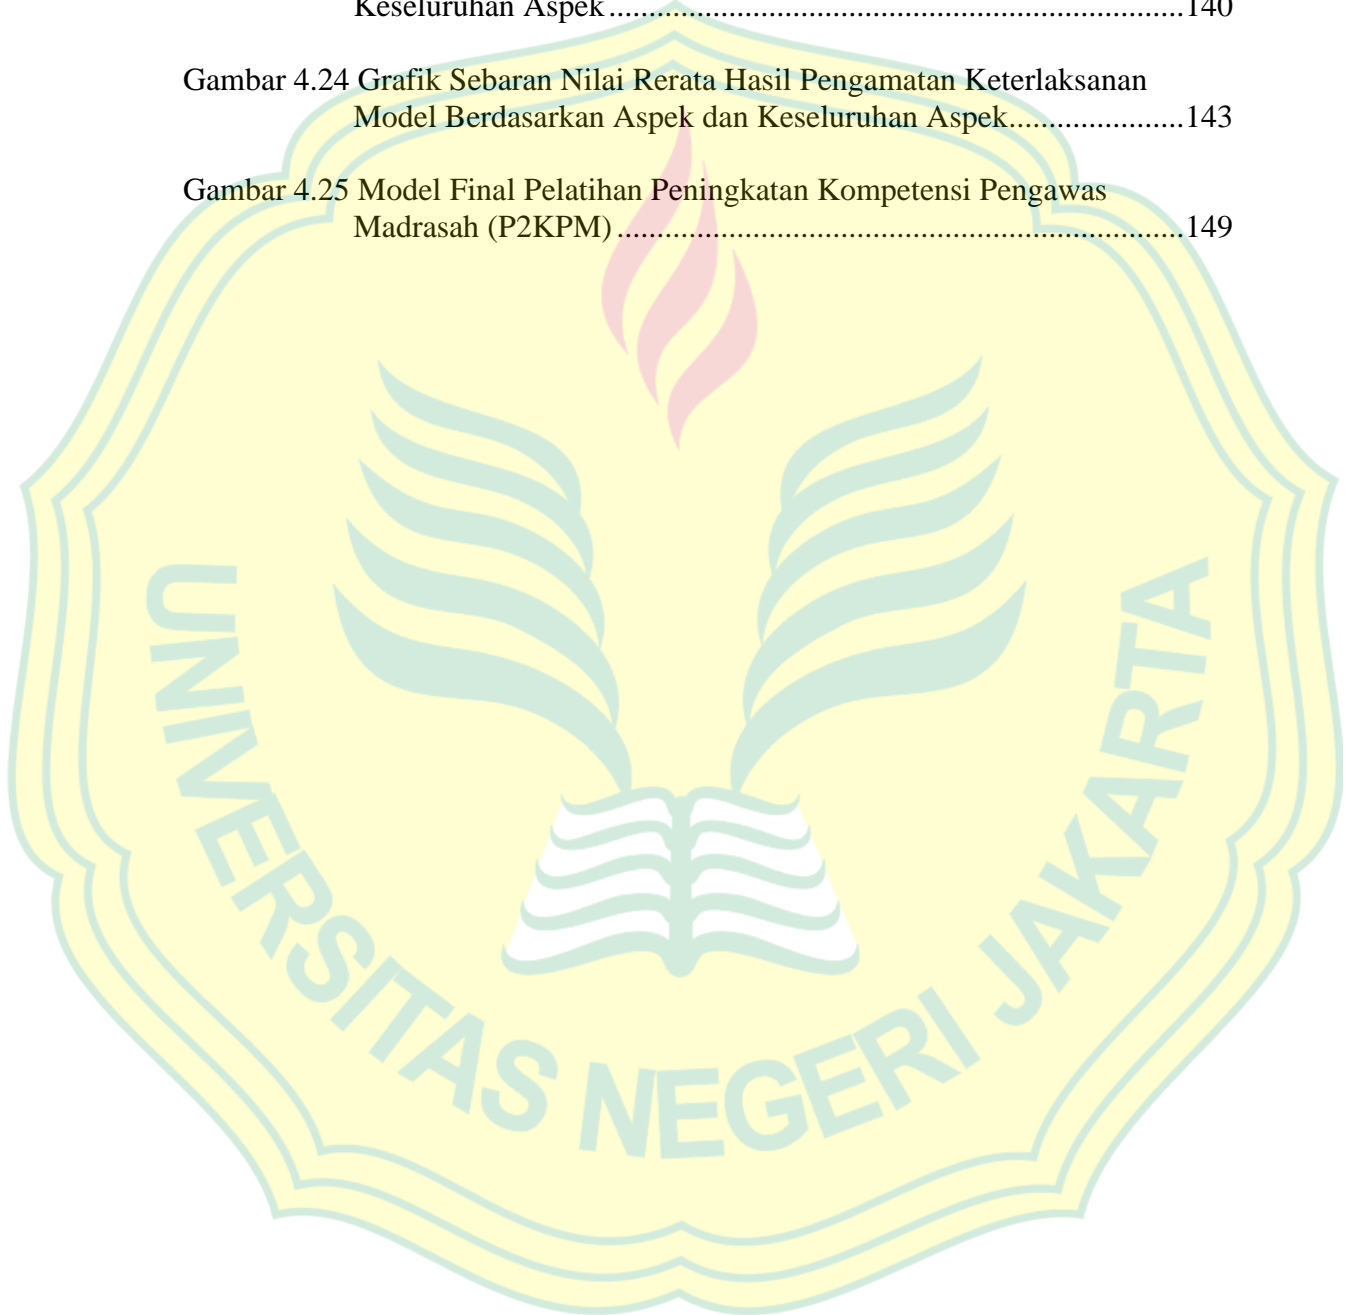 Keseluruhan Aspek.........................................................................140
Gambar 4.24 Grafik Sebaran Nilai Rerata Hasil Pengamatan Keterlaksanan
Model Berdasarkan Aspek dan Keseluruhan Aspek......................143
Gambar 4.25 Model Final Pelatihan Peningkatan Kompetensi Pengawas
Madrasah (P2KPM)........................................................................149
UNIVERSITAS NEGERI JAKARTA